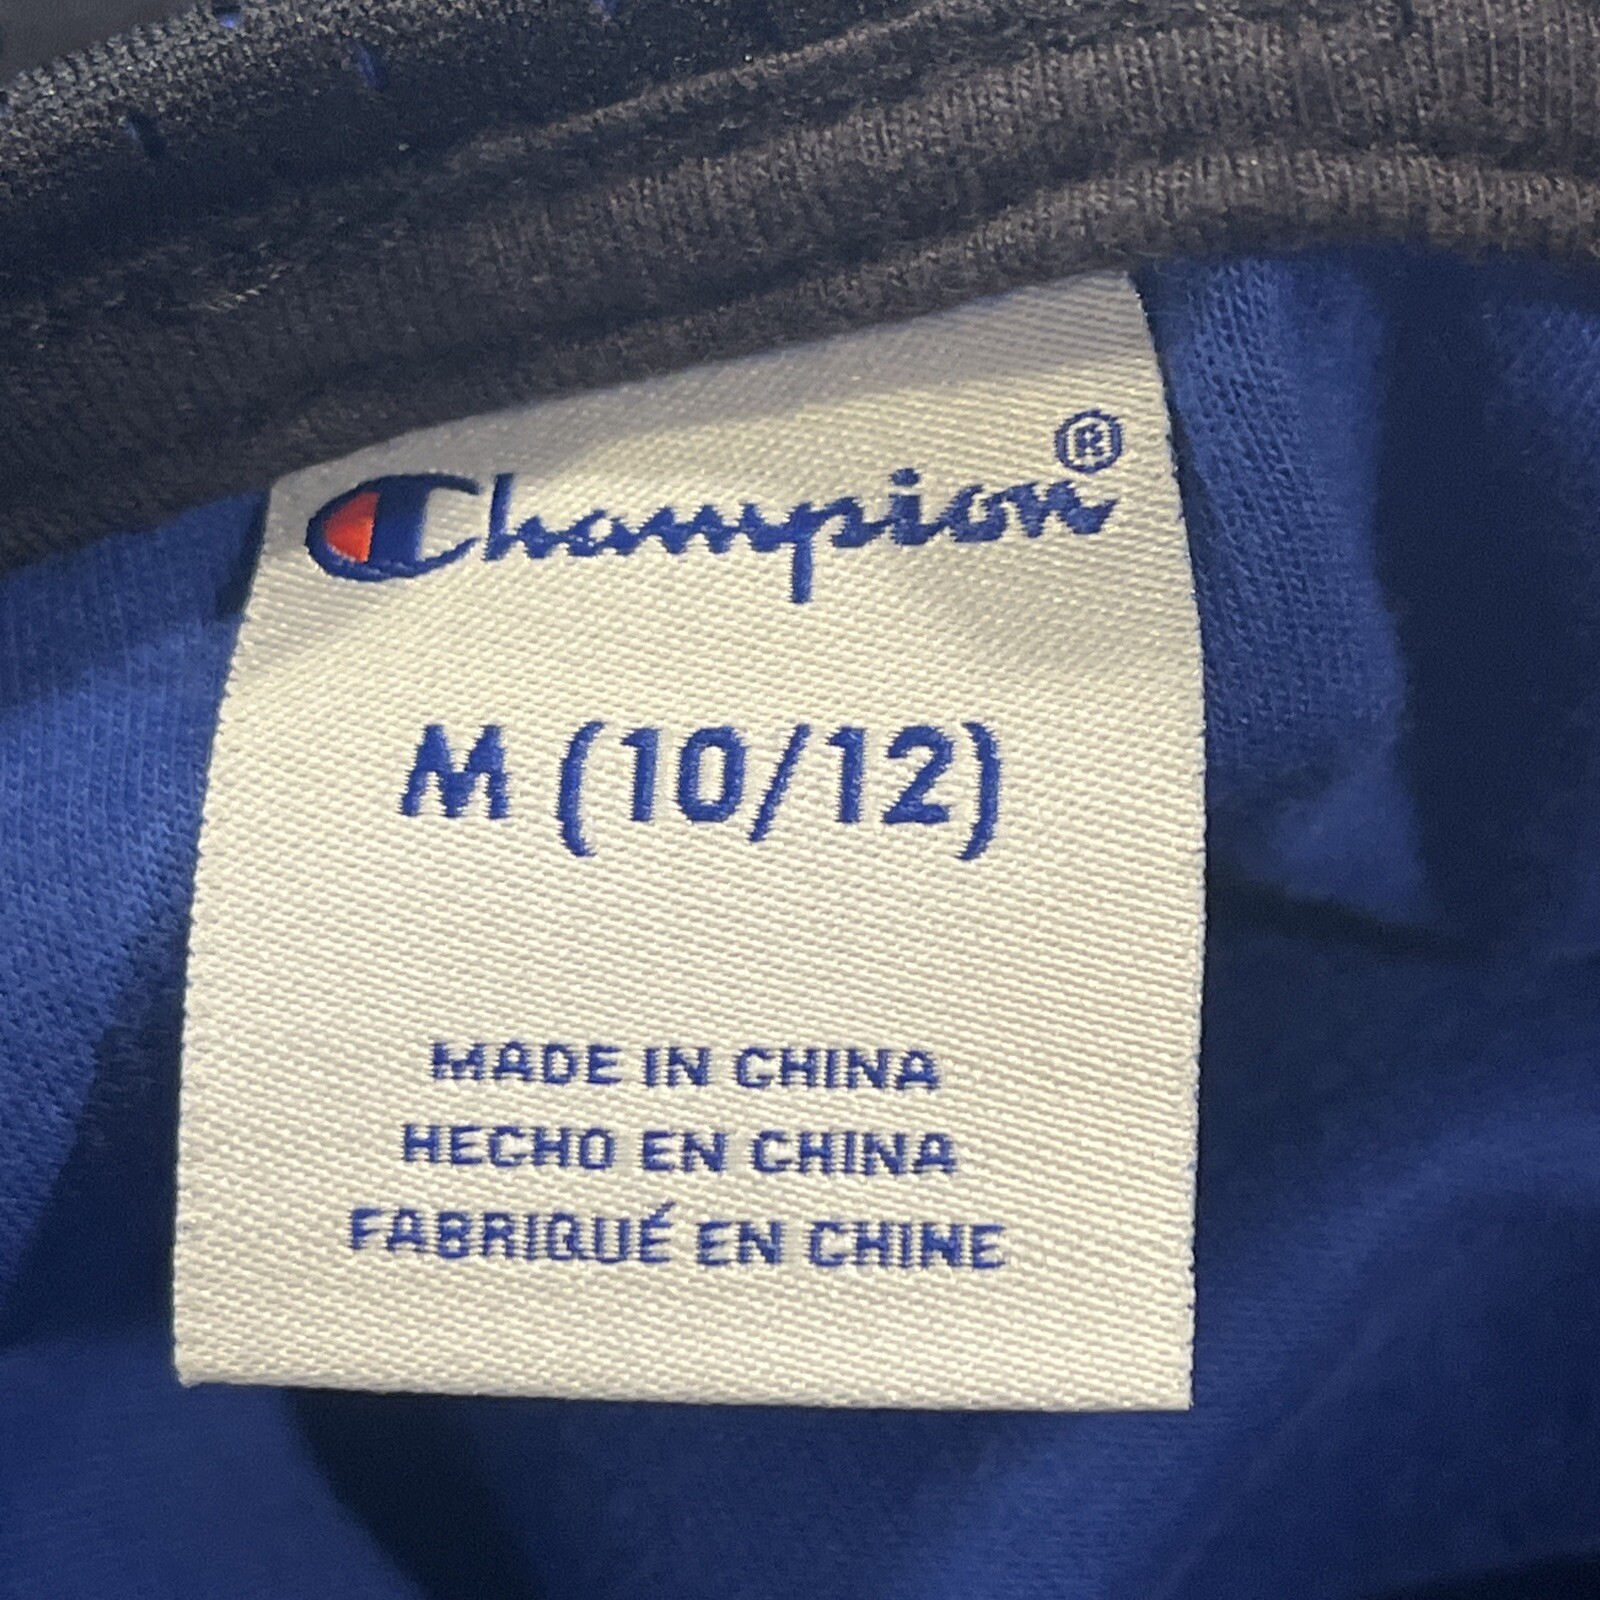 Champion®
M (10/12)
MADE IN CHINA
HECHO EN CHINA
FABRIQUÉ EN CHINE